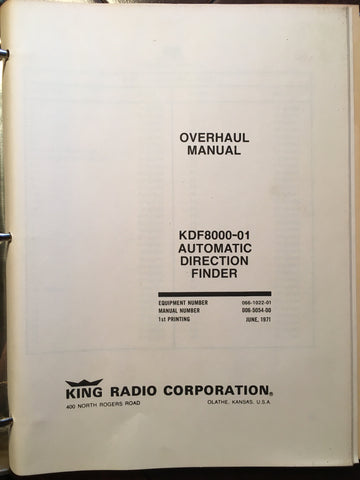 OVERHAUL
MANUAL
KDF8000-01
AUTOMATIC
DIRECTION
FINDER
EQUIPMENT NUMBER 066-1022-01
MANUAL NUMBER 006-5054-00
1st PRINTING JUNE, 1971
KING RADIO CORPORATION®
400 NORTH ROGERS ROAD OLATHE, KANSAS, U.S.A